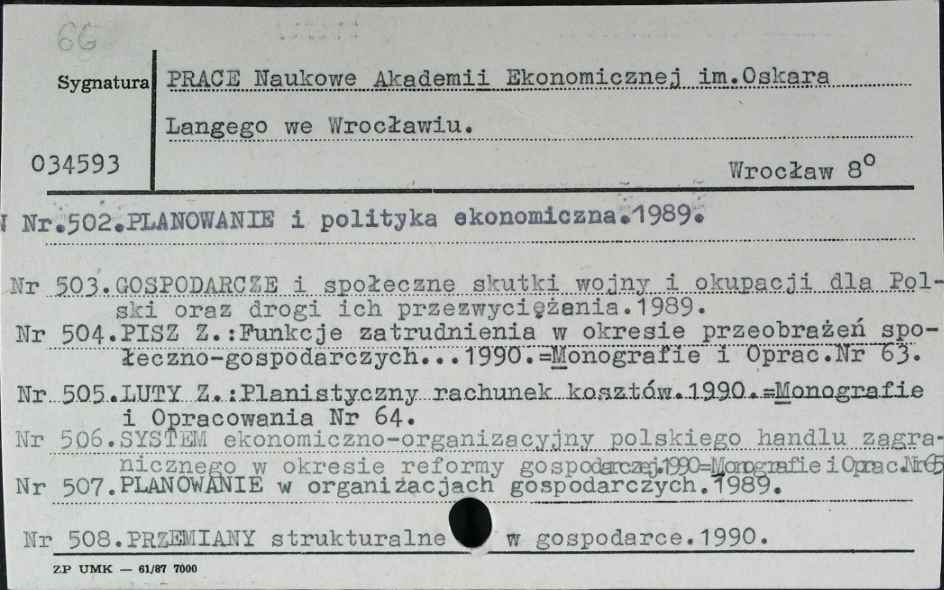 66
Sygnatura
PRACE Naukowe Akademii Ekonomicznej im.Oskara
Langego we Wrocławiu.
034593
Wrocław 8⁰
Nr.502.PLANOWANIE i polityka ekonomiczna.1989.
Nr 503.GOSPODARCZE i społeczne skutki wojny i okupacji dla Pol-
ski oraz drogi ich przezwyciężenia.1989.
Nr 504.PISZ Z.:Funkcje zatrudnienia w okresie przeobrażeń spo-
łeczno-gospodarczych...1990.=Monografie i Oprac.Nr 63.
Nr 505.LUTY Z.:Planistyczny rachunek kosztów.1990.=Monografie
i Opracowania Nr 64.
Nr 506.SYSTEM ekonomiczno-organizacyjny polskiego handlu zagra-
nicznego w okresie reformy gospodarczej.1990=Monografie i Oprac.Nr65
Nr 507.PLANOWANIE w organizacjach gospodarczych.1989.
Nr 508.PRZEMIANY strukturalne w gospodarce.1990.
ZP UMK — 61/87 7000